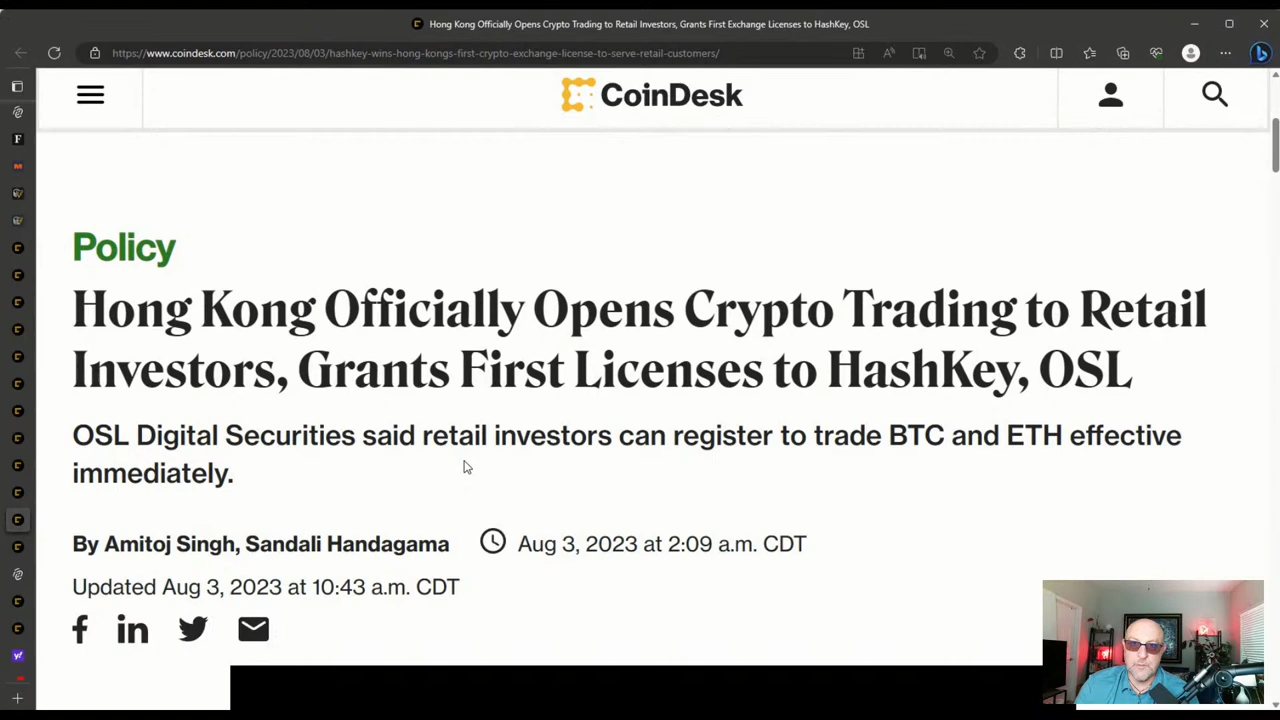 Hong Kong Officially Opens Crypto Trading to Retail Investors, Grants First Exchange Licenses to HashKey, OSL
https://www.coindesk.com/policy/2023/08/03/hashkey-wins-hong-kongs-first-crypto-exchange-license-to-serve-retail-customers/
CoinDesk
Policy
Hong Kong Officially Opens Crypto Trading to Retail
Investors, Grants First Licenses to HashKey, OSL
OSL Digital Securities said retail investors can register to trade BTC and ETH effective
immediately.
By Amitoj Singh, Sandali Handagama Aug 3, 2023 at 2:09 a.m. CDT
Updated Aug 3, 2023 at 10:43 a.m. CDT